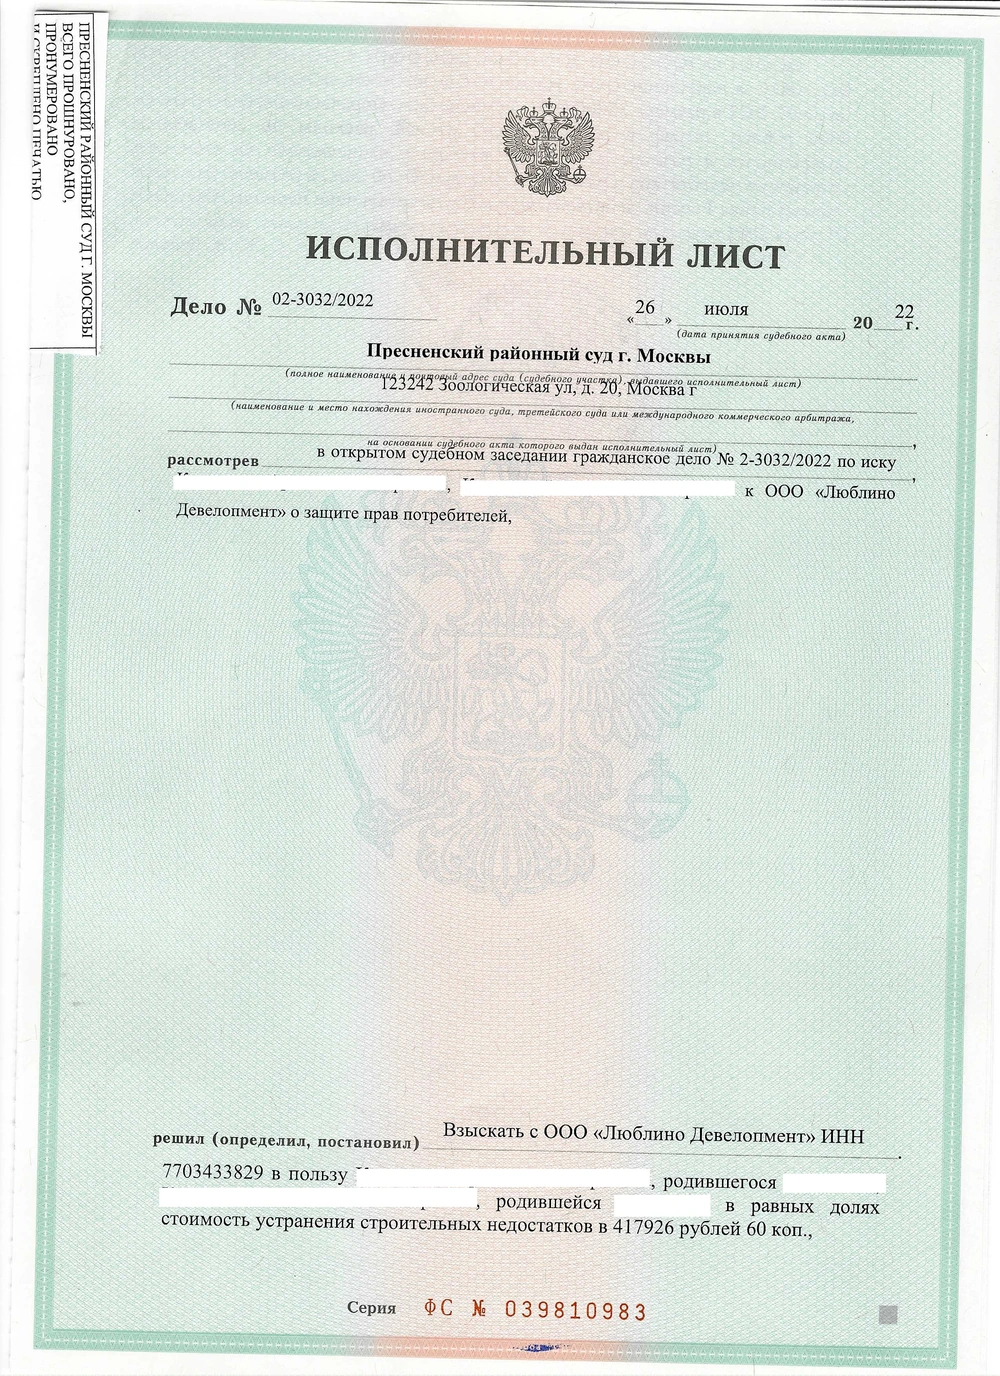 ПРЕСНЕНСКИЙ РАЙОННЫЙ СУД Г. МОСКВЫ
ВСЕГО ПРОШНУРОВАНО,
ПРОНУМЕРОВАНО
И СКРЕПЛЕНО ПЕЧАТЬЮ
ИСПОЛНИТЕЛЬНЫЙ ЛИСТ
Дело № 02-3032/2022 « 26 » июля 20 22 г.
(дата принятия судебного акта)
Пресненский районный суд г. Москвы
(полное наименование и почтовый адрес суда (судебного участка), выдавшего исполнительный лист)
123242 Зоологическая ул, д. 20, Москва г
(наименование и место нахождения иностранного суда, третейского суда или международного коммерческого арбитража,
на основании судебного акта которого выдан исполнительный лист)
рассмотрев в открытом судебном заседании гражданское дело № 2-3032/2022 по иску
, к ООО «Люблино
Девелопмент» о защите прав потребителей,
решил (определил, постановил) Взыскать с ООО «Люблино Девелопмент» ИНН
7703433829 в пользу , родившегося
, родившейся в равных долях
стоимость устранения строительных недостатков в 417926 рублей 60 коп.,
Серия ФС № 039810983